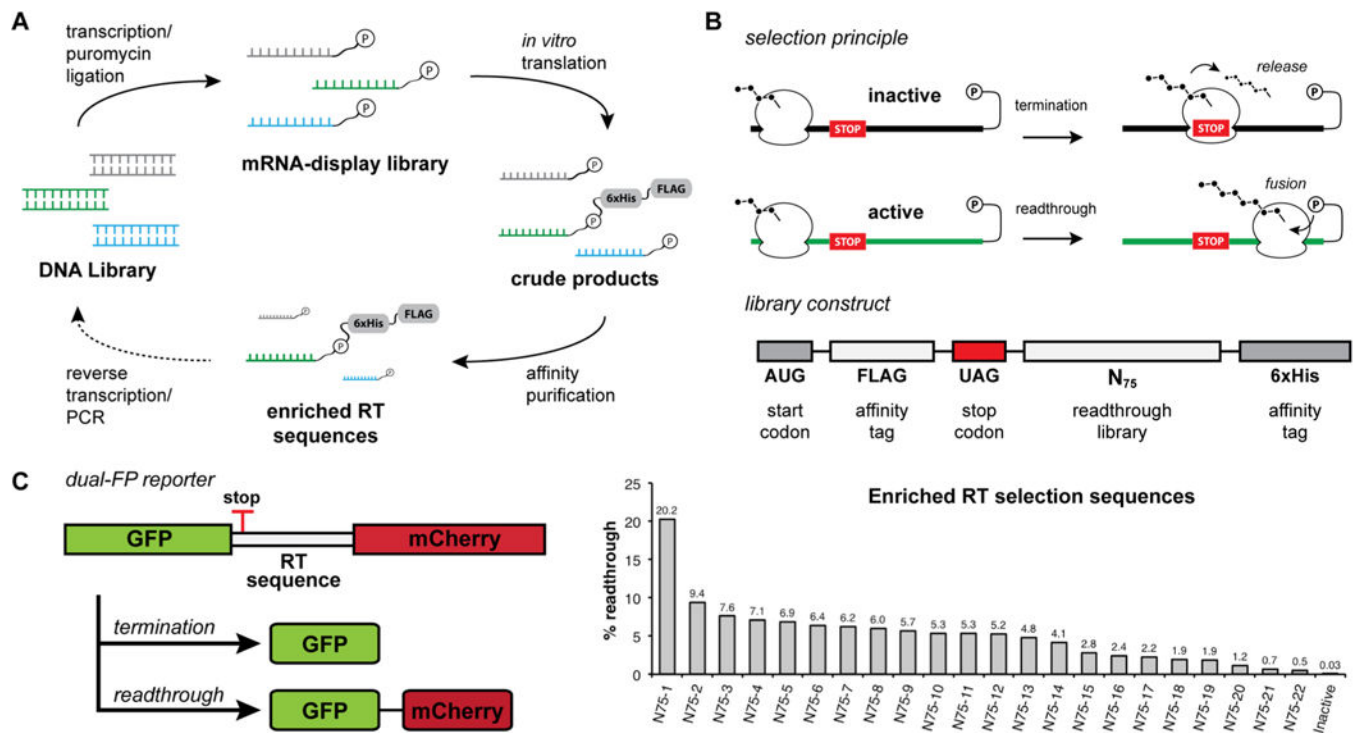 A
transcription/
puromycin
ligation
P
P
P
mRNA-display library
in vitro
translation
DNA Library
P
6xHis
FLAG
P
P
crude products
P
6xHis
FLAG
P
P
enriched RT
sequences
reverse
transcription/
PCR
affinity
purification
B
selection principle
inactive
P
STOP
termination
release
P
STOP
active
P
STOP
readthrough
fusion
P
STOP
library construct
AUG
FLAG
UAG
N75
6xHis
start
codon
affinity
tag
stop
codon
readthrough
library
affinity
tag
C
dual-FP reporter
stop
GFP
mCherry
RT
sequence
termination
GFP
readthrough
GFP
mCherry
Enriched RT selection sequences
% readthrough
25
20
15
10
5
0
20.2
9.4
7.6
7.1
6.9
6.4
6.2
6.0
5.7
5.3
5.3
5.2
4.8
4.1
2.8
2.4
2.2
1.9
1.9
1.2
0.7
0.5
0.03
N75-1
N75-2
N75-3
N75-4
N75-5
N75-6
N75-7
N75-8
N75-9
N75-10
N75-11
N75-12
N75-13
N75-14
N75-15
N75-16
N75-17
N75-18
N75-19
N75-20
N75-21
N75-22
Inactive